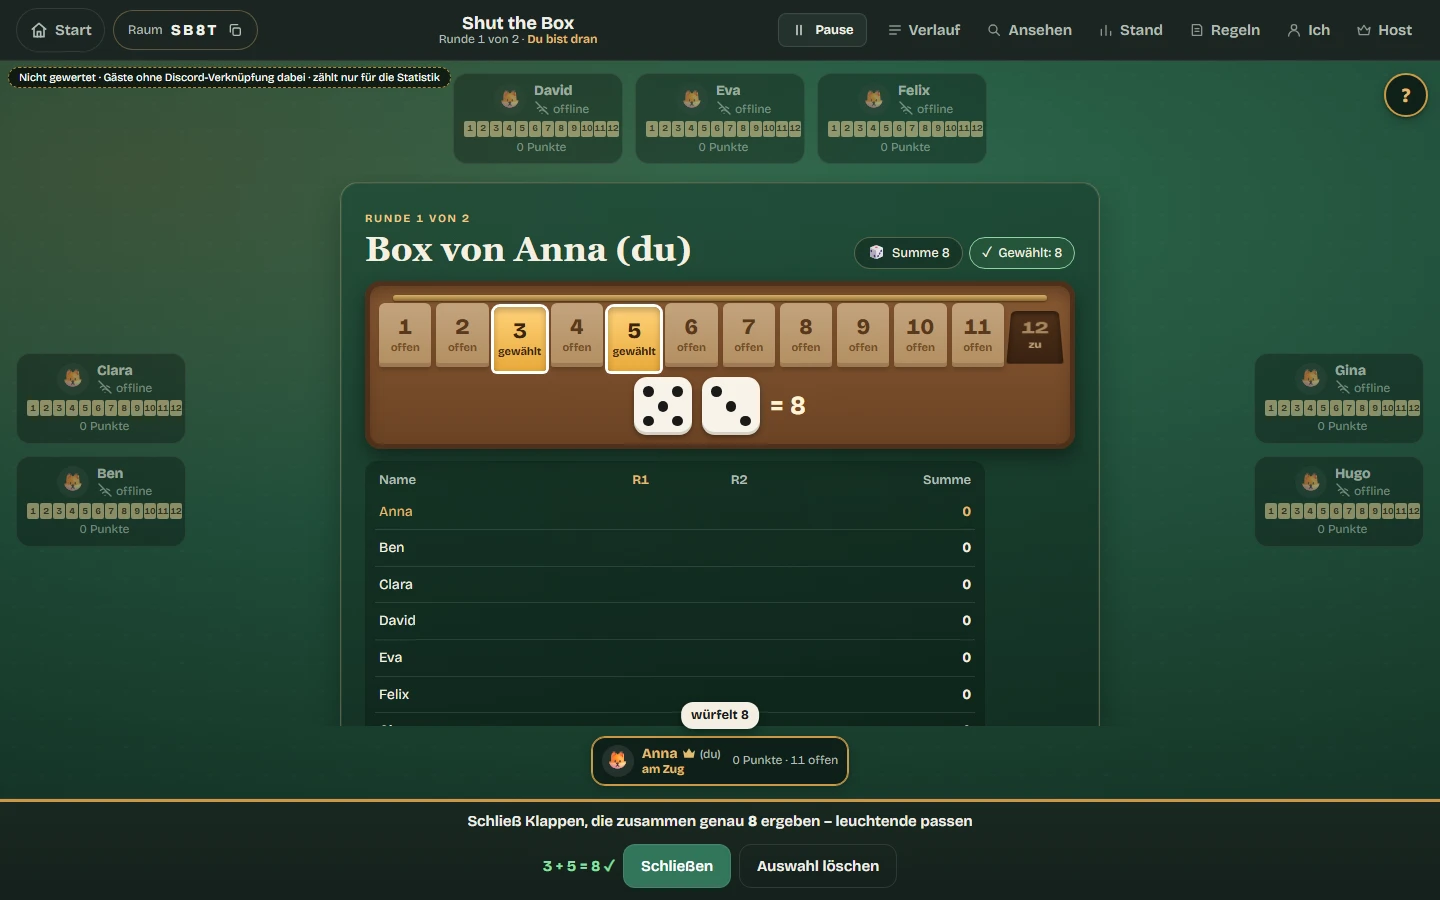 Start
Raum SB8T
Shut the Box
Runde 1 von 2 · Du bist dran
Pause
Verlauf
Ansehen
Stand
Regeln
Ich
Host
Nicht gewertet · Gäste ohne Discord-Verknüpfung dabei · zählt nur für die Statistik
David
offline
1 2 3 4 5 6 7 8 9 10 11 12
0 Punkte
Eva
offline
1 2 3 4 5 6 7 8 9 10 11 12
0 Punkte
Felix
offline
1 2 3 4 5 6 7 8 9 10 11 12
0 Punkte
?
Clara
offline
1 2 3 4 5 6 7 8 9 10 11 12
0 Punkte
Ben
offline
1 2 3 4 5 6 7 8 9 10 11 12
0 Punkte
RUNDE 1 VON 2
Box von Anna (du)
Summe 8
✓ Gewählt: 8
1 2 3 4 5 6 7 8 9 10 11 12
offen offen gewählt offen gewählt offen offen offen offen offen offen zu
= 8
Name R1 R2 Summe
Anna 0
Ben 0
Clara 0
David 0
Eva 0
Felix 0
Gina
offline
1 2 3 4 5 6 7 8 9 10 11 12
0 Punkte
Hugo
offline
1 2 3 4 5 6 7 8 9 10 11 12
0 Punkte
würfelt 8
Anna (du)
am Zug
0 Punkte · 11 offen
Schließ Klappen, die zusammen genau 8 ergeben – leuchtende passen
3 + 5 = 8 ✓
Schließen
Auswahl löschen